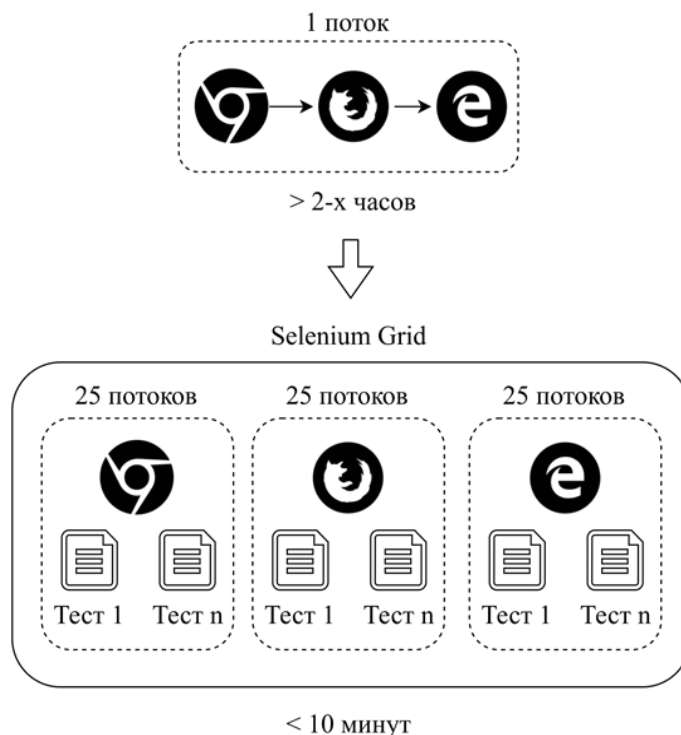 1 поток
> 2-х часов
Selenium Grid
25 потоков 25 потоков 25 потоков
Тест 1 Тест n Тест 1 Тест n Тест 1 Тест n
< 10 минут